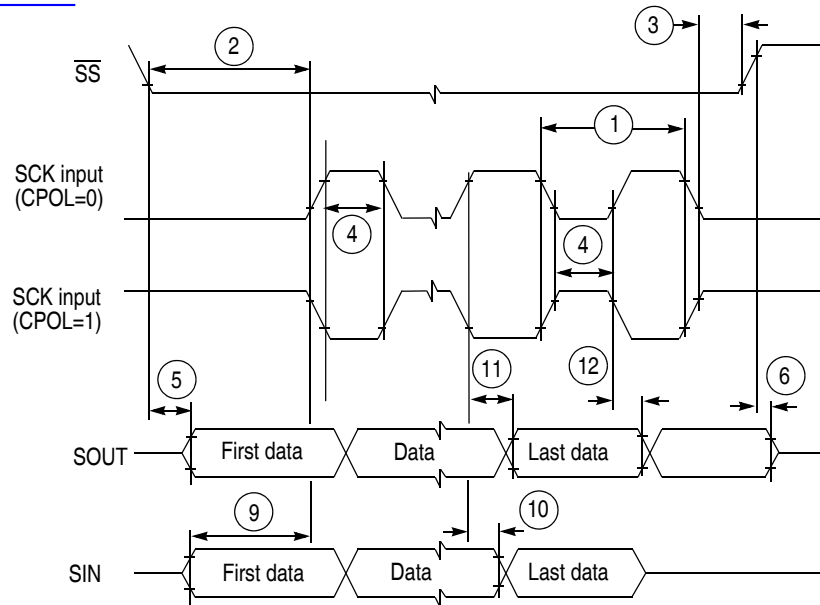 2
3
SS
1
SCK input
(CPOL=0)
4
4
SCK input
(CPOL=1)
5
11
12
6
SOUT
First data
Data
Last data
9
10
SIN
First data
Data
Last data